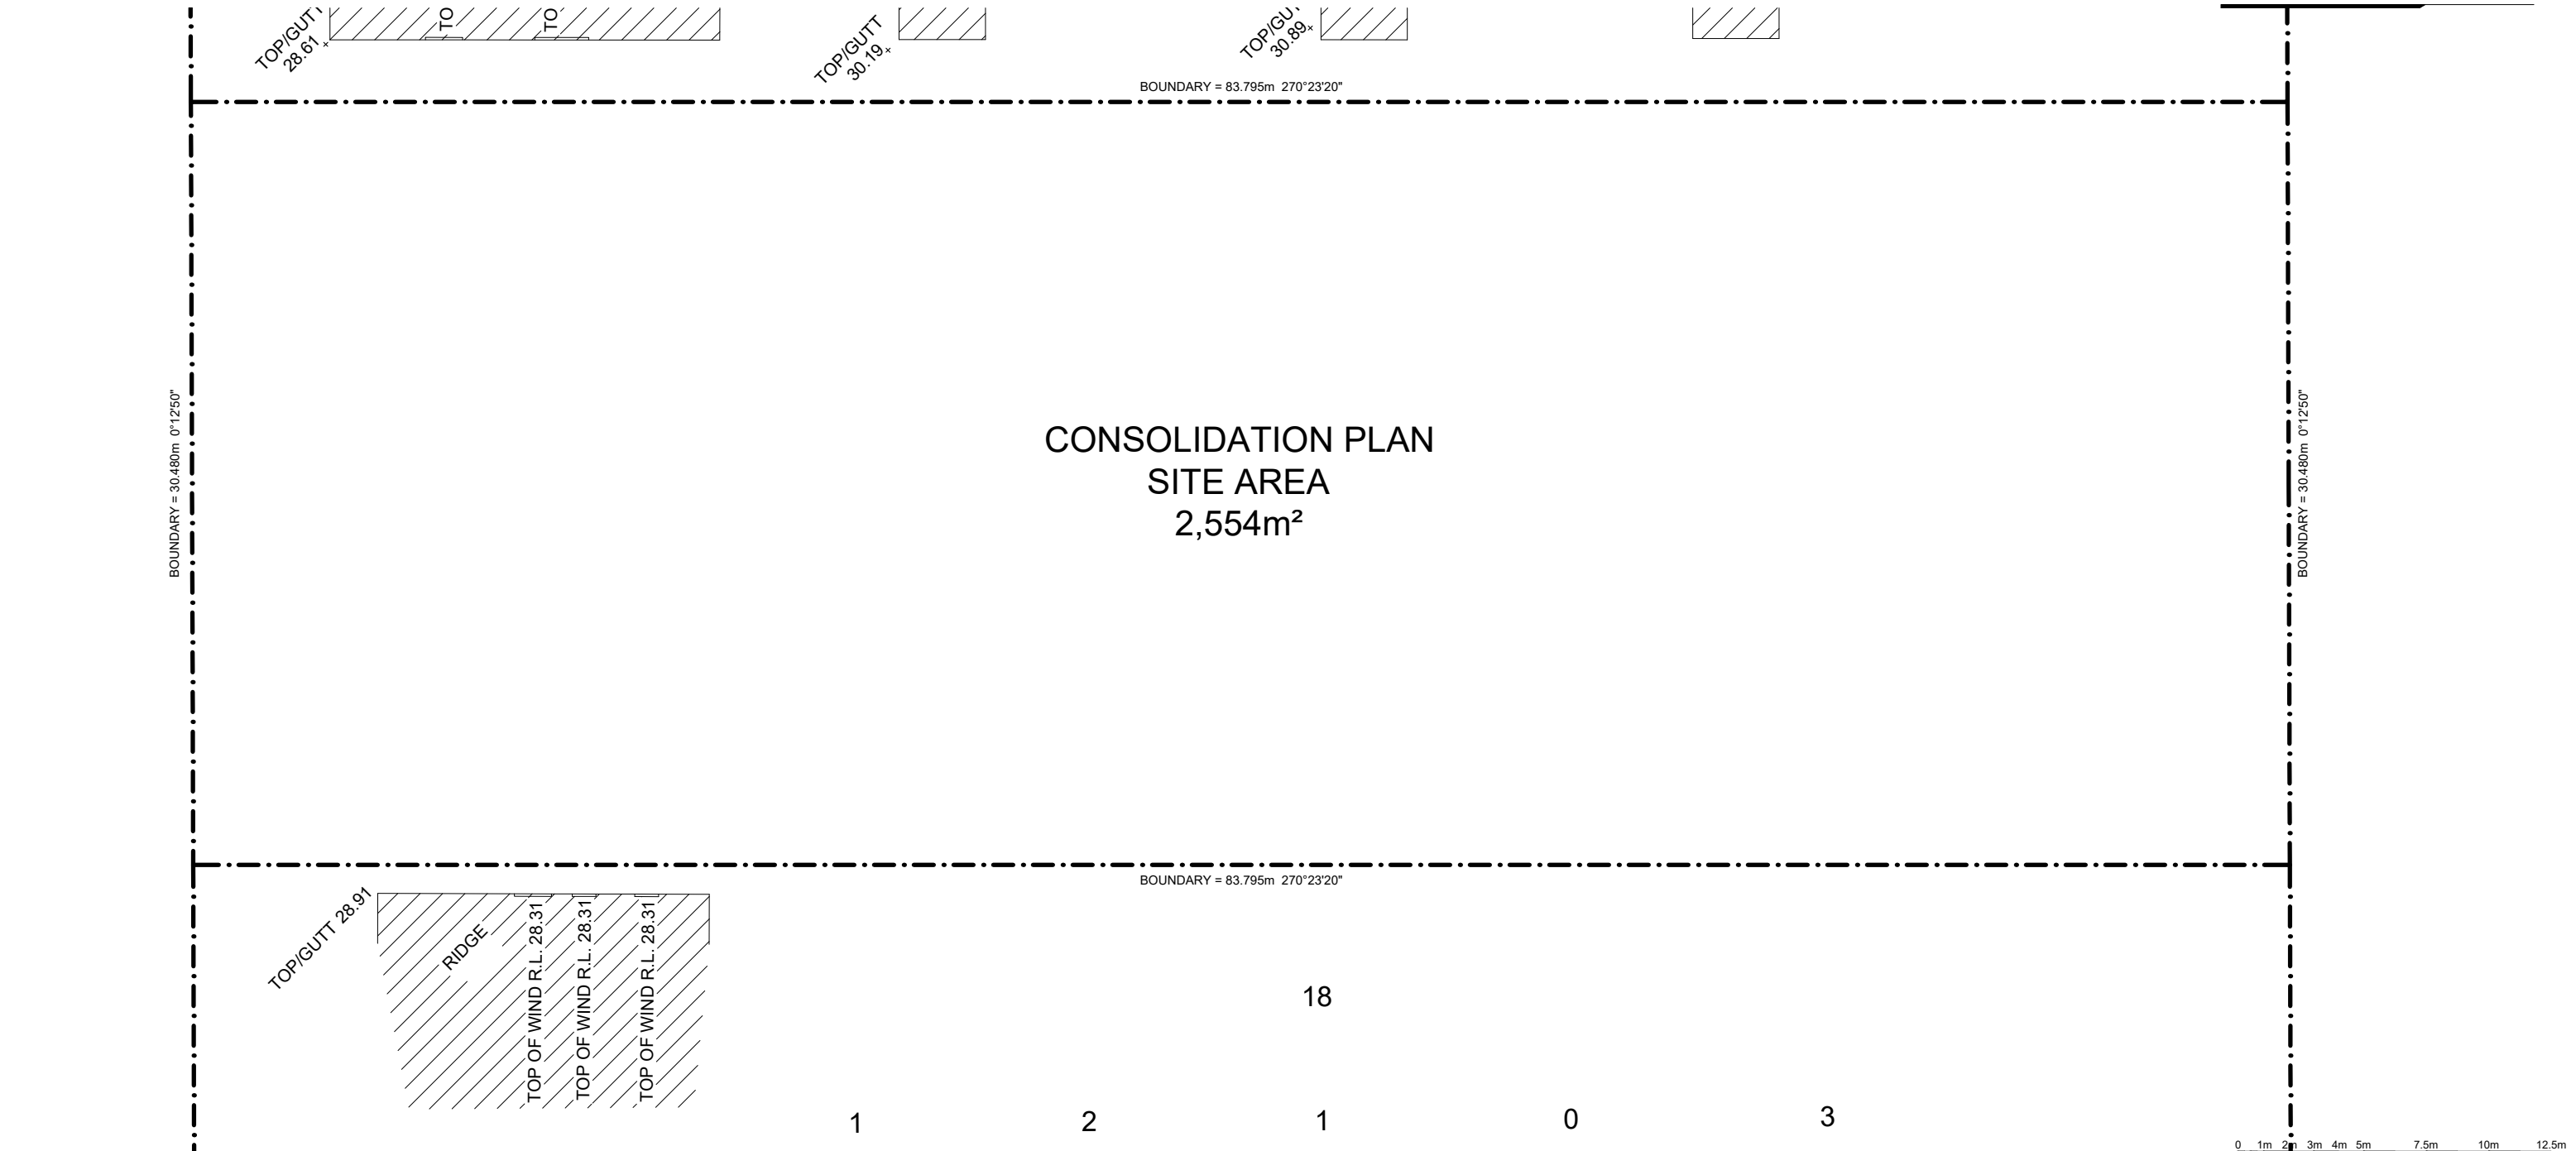 TO
TO
TOP/GUTT
28.61
TOP/GUTT
30.19
30.89
BOUNDARY = 83.795m 270°23'20"
BOUNDARY = 30.480m 0°12'50"
BOUNDARY = 30.480m 0°12'50"
CONSOLIDATION PLAN
SITE AREA
2,554m²
BOUNDARY = 83.795m 270°23'20"
TOP/GUTT 28.91
RIDGE
TOP OF WIND R.L. 28.31
TOP OF WIND R.L. 28.31
TOP OF WIND R.L. 28.31
18
1 2 1 0 3
0 1m 2m 3m 4m 5m 7.5m 10m 12.5m